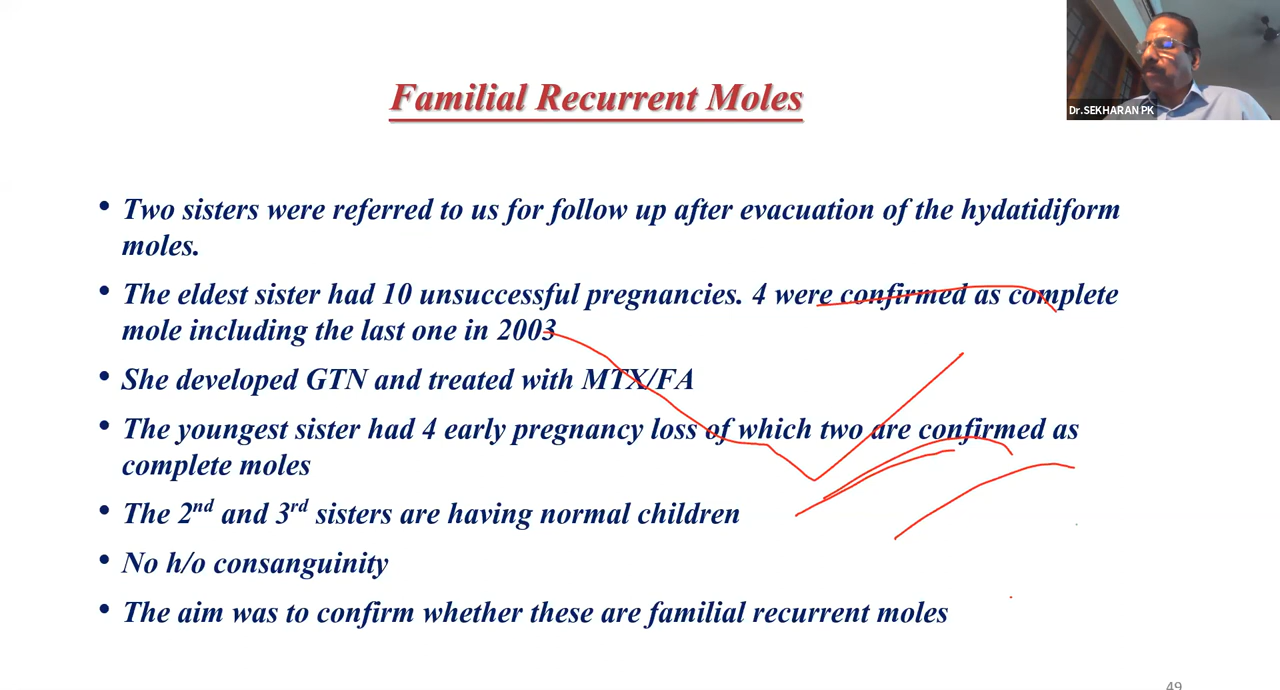 Dr.SEKHARAN PK
Familial Recurrent Moles
• Two sisters were referred to us for follow up after evacuation of the hydatidiform
moles.
• The eldest sister had 10 unsuccessful pregnancies. 4 were confirmed as complete
mole including the last one in 2003
• She developed GTN and treated with MTX/FA
• The youngest sister had 4 early pregnancy loss of which two are confirmed as
complete moles
• The 2nd and 3rd sisters are having normal children
• No h/o consanguinity
• The aim was to confirm whether these are familial recurrent moles
49